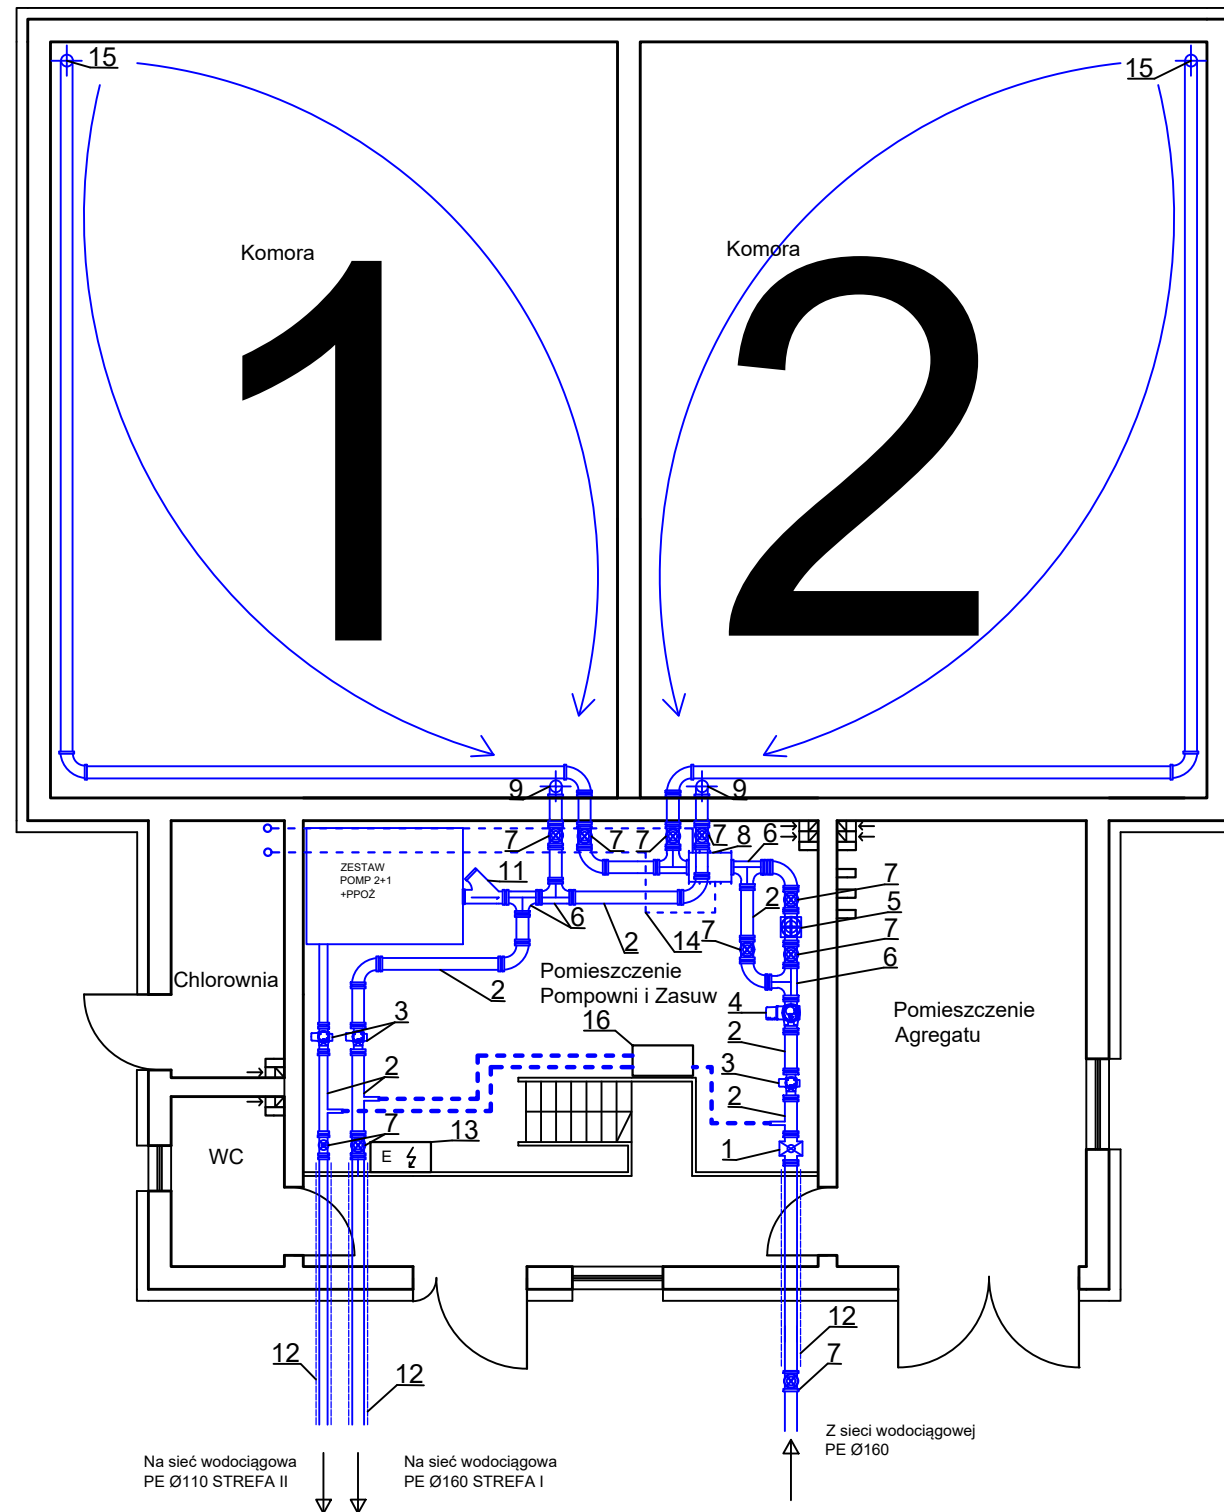 15
15
Komora
Komora
1
2
9
9
7
7
7
7
8
6
ZESTAW
POMP 2+1
+PPOŻ
11
7
2
5
6
7
2
14
7
6
Chlorownia
Pomieszczenie
Pompowni i Zasuw
2
4
Pomieszczenie
Agregatu
3
16
2
2
3
2
7
13
1
WC
E
12
7
12
12
Z sieci wodociągowej
PE Ø160
Na sieć wodociągowa
PE Ø110 STREFA II
Na sieć wodociągowa
PE Ø160 STREFA I